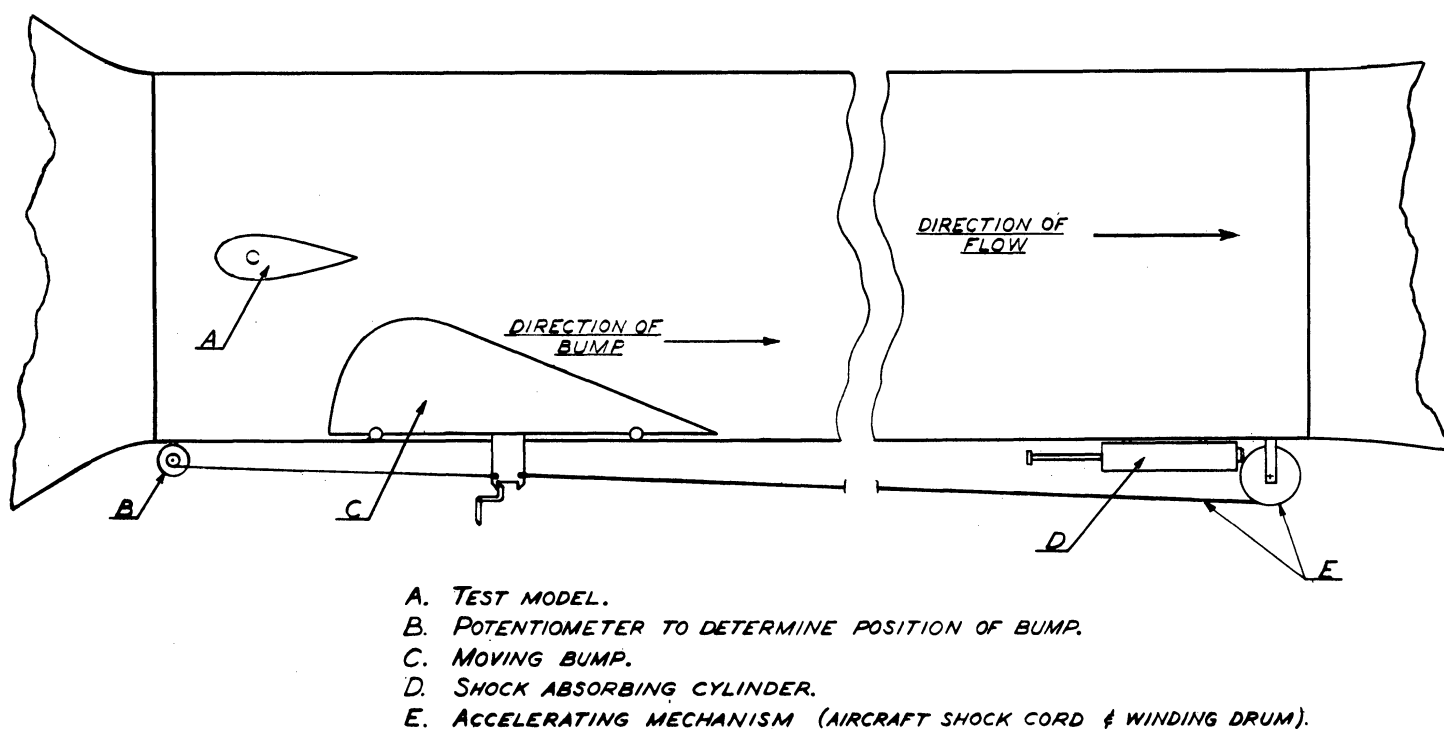 DIRECTION OF
FLOW
DIRECTION OF
BUMP
A
B
C
D
E
A. TEST MODEL.
B. POTENTIOMETER TO DETERMINE POSITION OF BUMP.
C. MOVING BUMP.
D. SHOCK ABSORBING CYLINDER.
E. ACCELERATING MECHANISM (AIRCRAFT SHOCK CORD & WINDING DRUM).